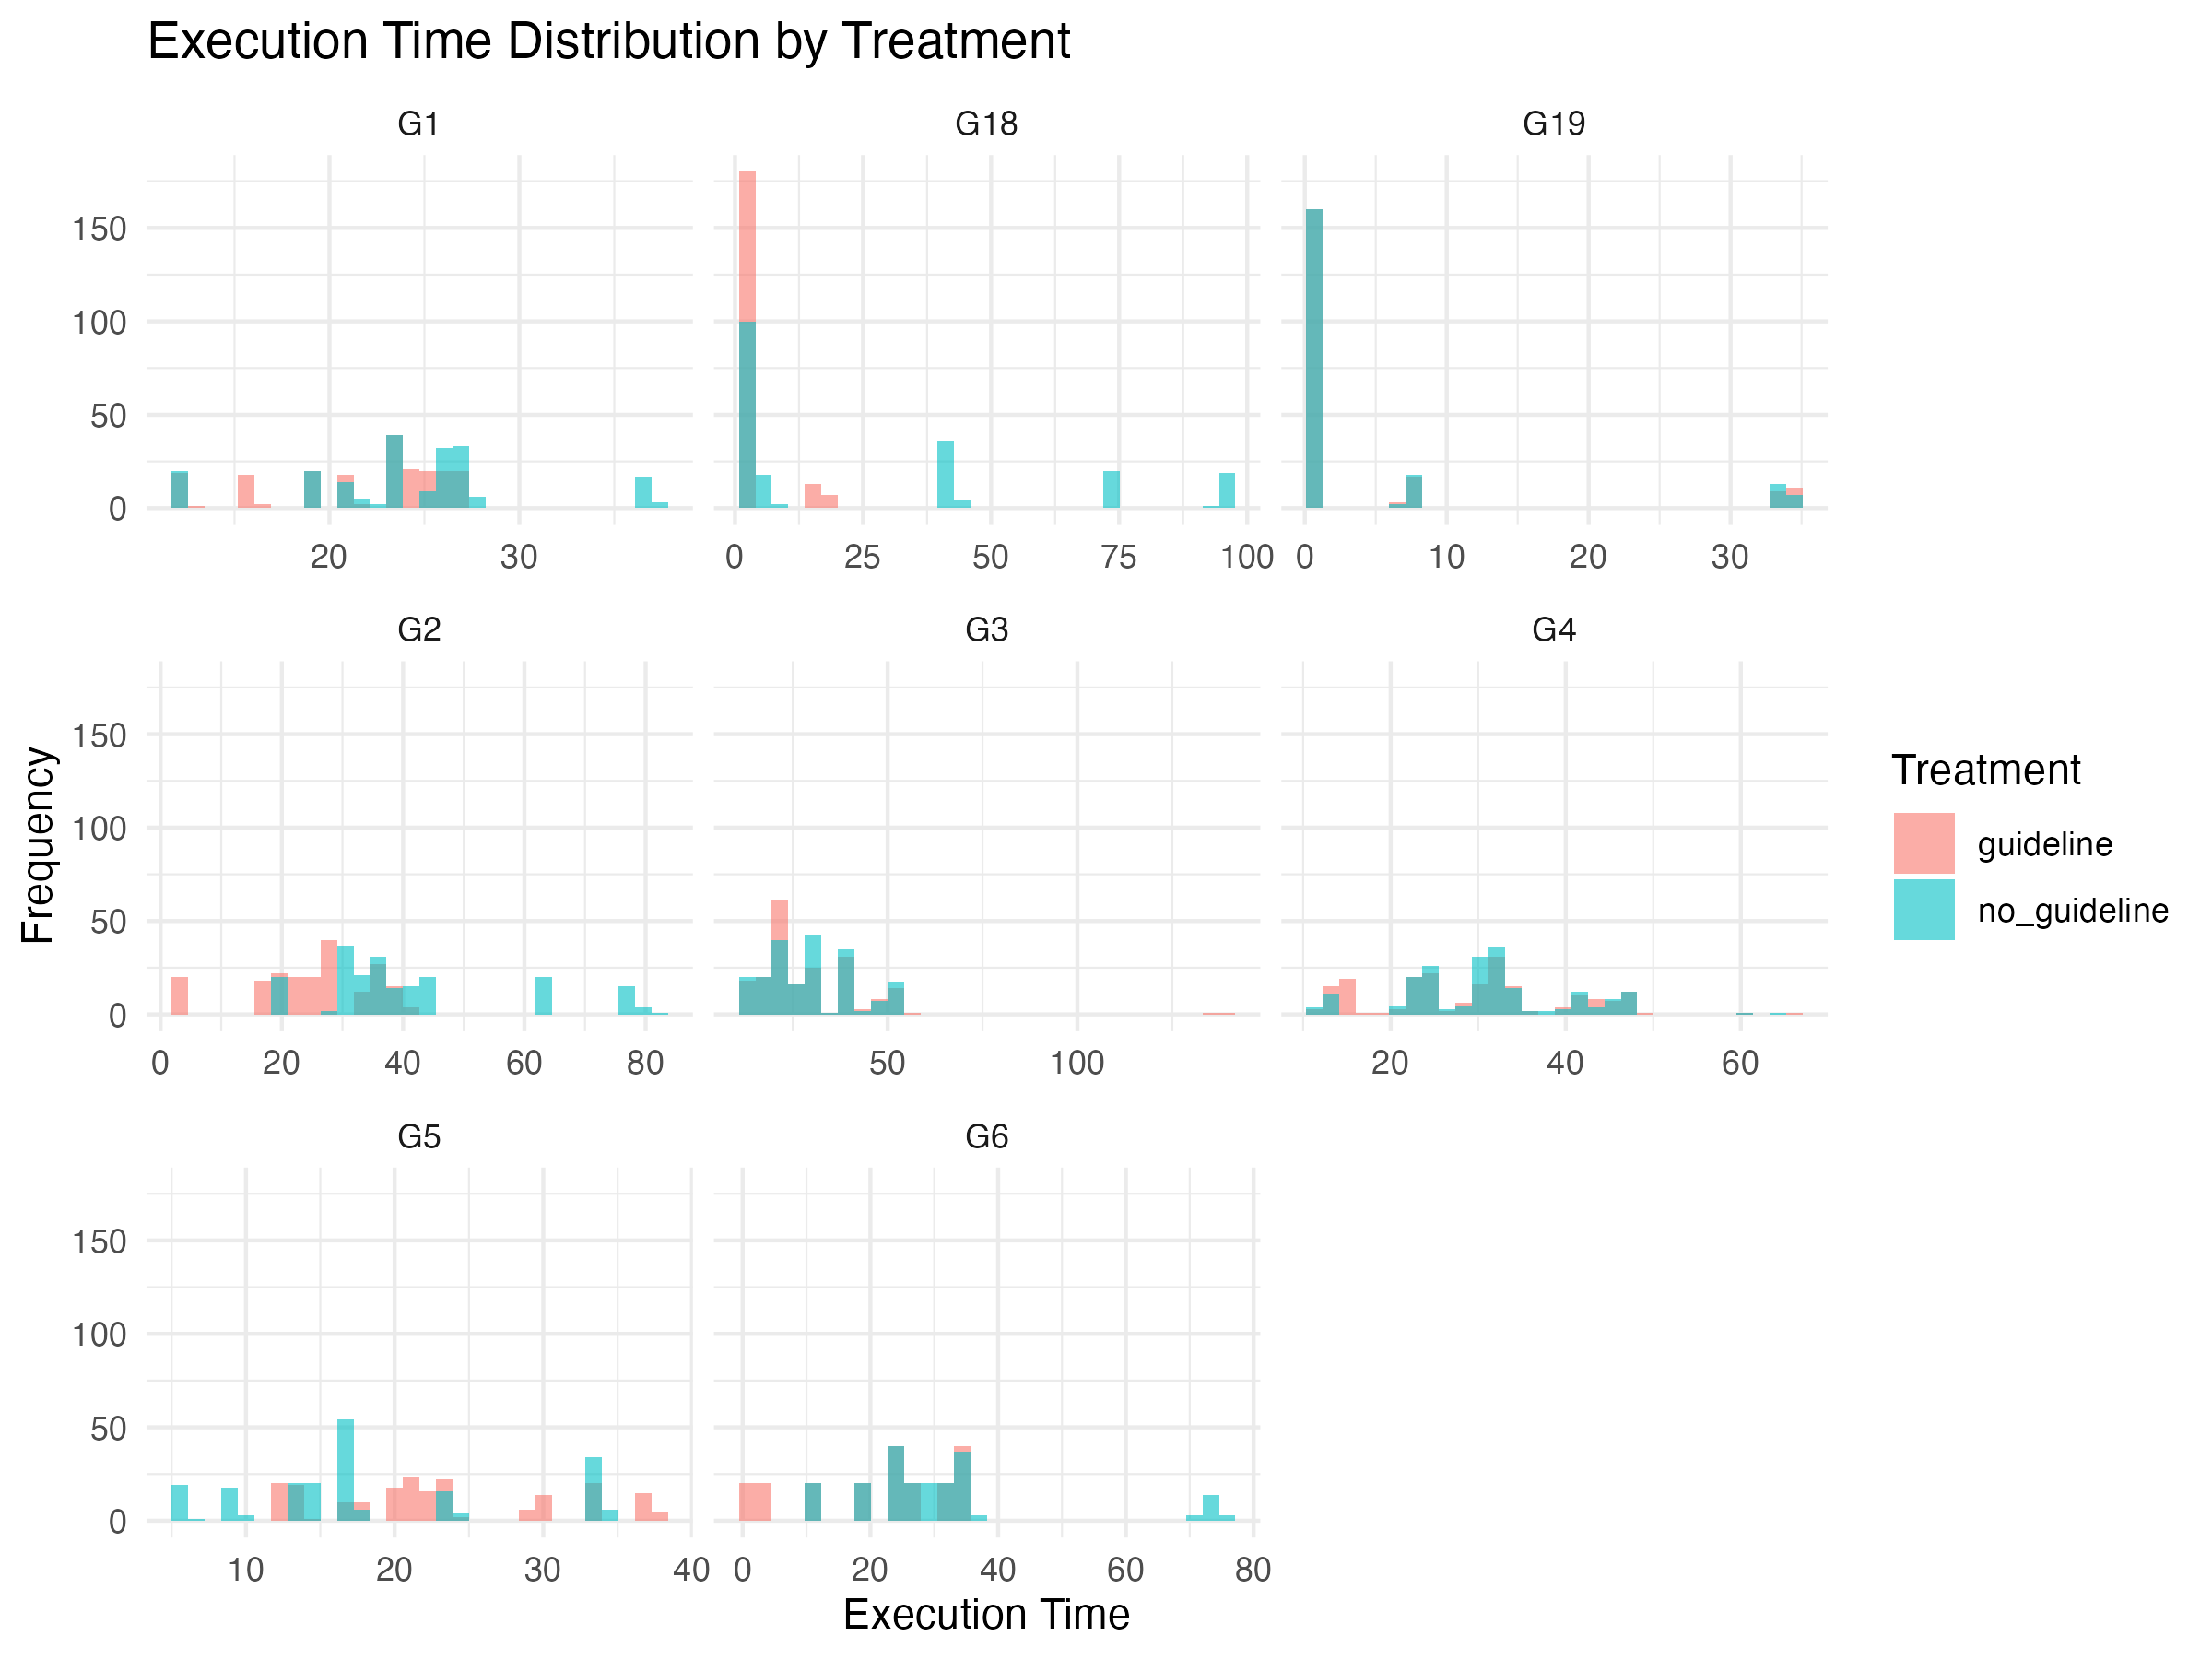 Execution Time Distribution by Treatment
G1 G18 G19
150
100
50
0
20 30 0 25 50 75 100 0 10 20 30
G2 G3 G4
150
100
50
0
0 20 40 60 80 50 100 20 40 60
G5 G6
150
100
50
0
10 20 30 40 0 20 40 60 80
Execution Time
Frequency
Treatment
guideline
no_guideline